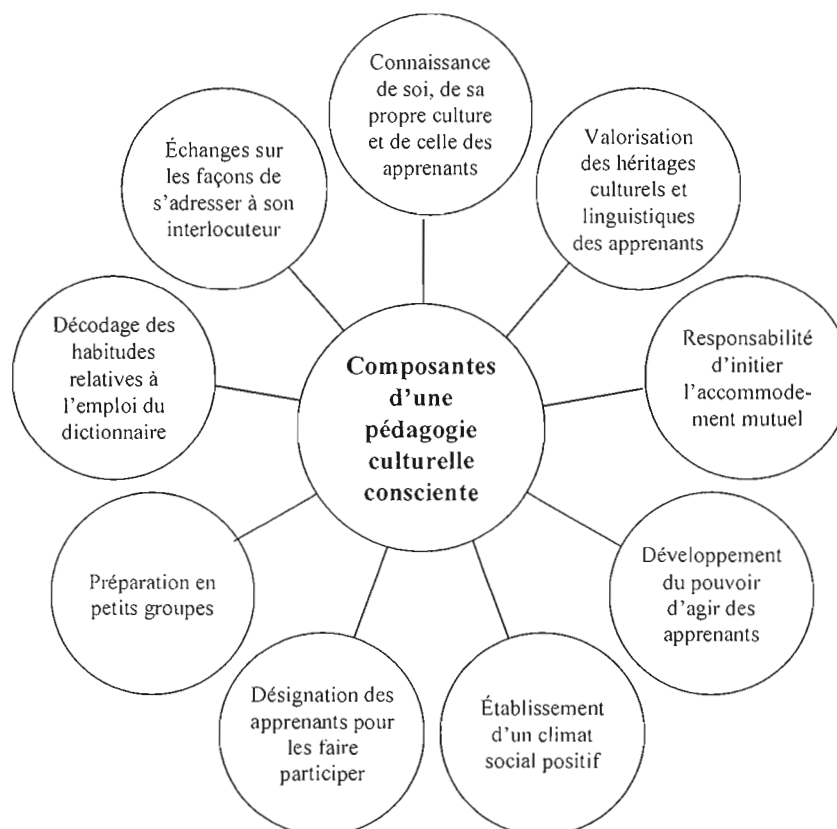 Connaissance
de soi, de sa
propre culture
et de celle des
apprenants
Valorisation
des héritages
culturels et
linguistiques
des apprenants
Responsabilité
d'initier
l'accommode-
ment mutuel
Développement
du pouvoir
d'agir des
apprenants
Établissement
d'un climat
social positif
Désignation des
apprenants pour
les faire
participer
Préparation en
petits groupes
Décodage des
habitudes
relatives à
l'emploi du
dictionnaire
Échanges sur
les façons de
s'adresser à son
interlocuteur
Composantes
d'une
pédagogie
culturelle
consciente